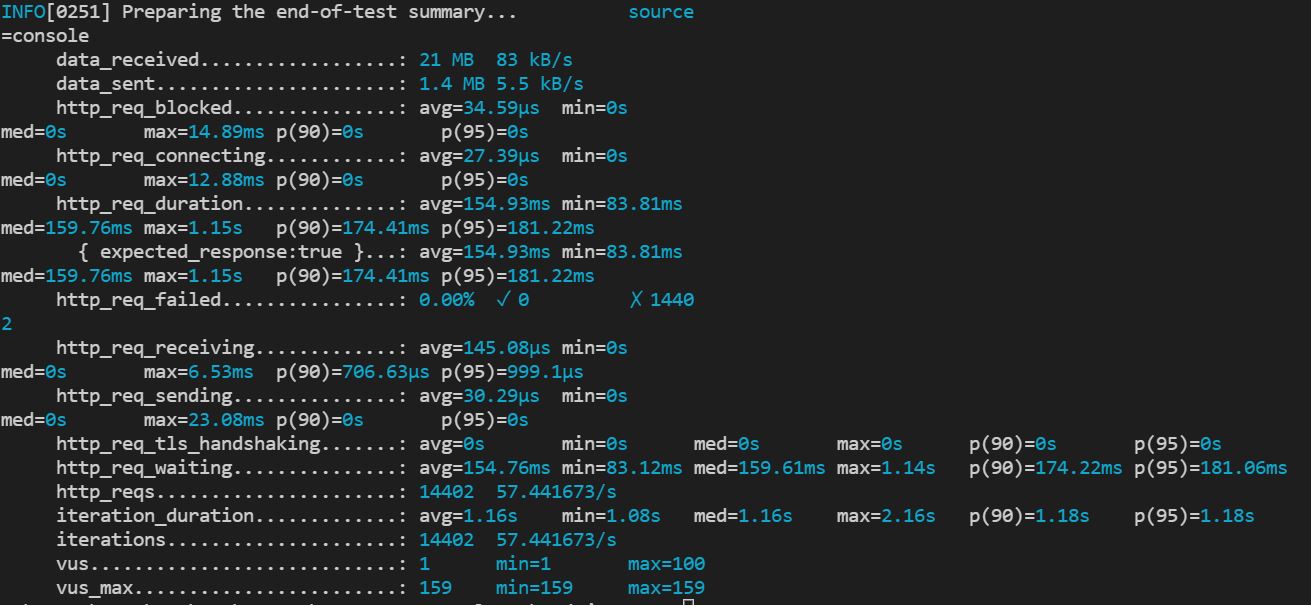 INFO[0251] Preparing the end-of-test summary... source
=console
data_received..................: 21 MB 83 kB/s
data_sent......................: 1.4 MB 5.5 kB/s
http_req_blocked...............: avg=34.59µs min=0s
med=0s max=14.89ms p(90)=0s p(95)=0s
http_req_connecting............: avg=27.39µs min=0s
med=0s max=12.88ms p(90)=0s p(95)=0s
http_req_duration..............: avg=154.93ms min=83.81ms
med=159.76ms max=1.15s p(90)=174.41ms p(95)=181.22ms
{ expected_response:true }...: avg=154.93ms min=83.81ms
med=159.76ms max=1.15s p(90)=174.41ms p(95)=181.22ms
http_req_failed................: 0.00% ✓ 0 ✗ 1440
2
http_req_receiving.............: avg=145.08µs min=0s
med=0s max=6.53ms p(90)=706.63µs p(95)=999.1µs
http_req_sending...............: avg=30.29µs min=0s
med=0s max=23.08ms p(90)=0s p(95)=0s
http_req_tls_handshaking.......: avg=0s min=0s med=0s max=0s p(90)=0s p(95)=0s
http_req_waiting...............: avg=154.76ms min=83.12ms med=159.61ms max=1.14s p(90)=174.22ms p(95)=181.06ms
http_reqs......................: 14402 57.441673/s
iteration_duration.............: avg=1.16s min=1.08s med=1.16s max=2.16s p(90)=1.18s p(95)=1.18s
iterations.....................: 14402 57.441673/s
vus............................: 1 min=1 max=100
vus_max........................: 159 min=159 max=159